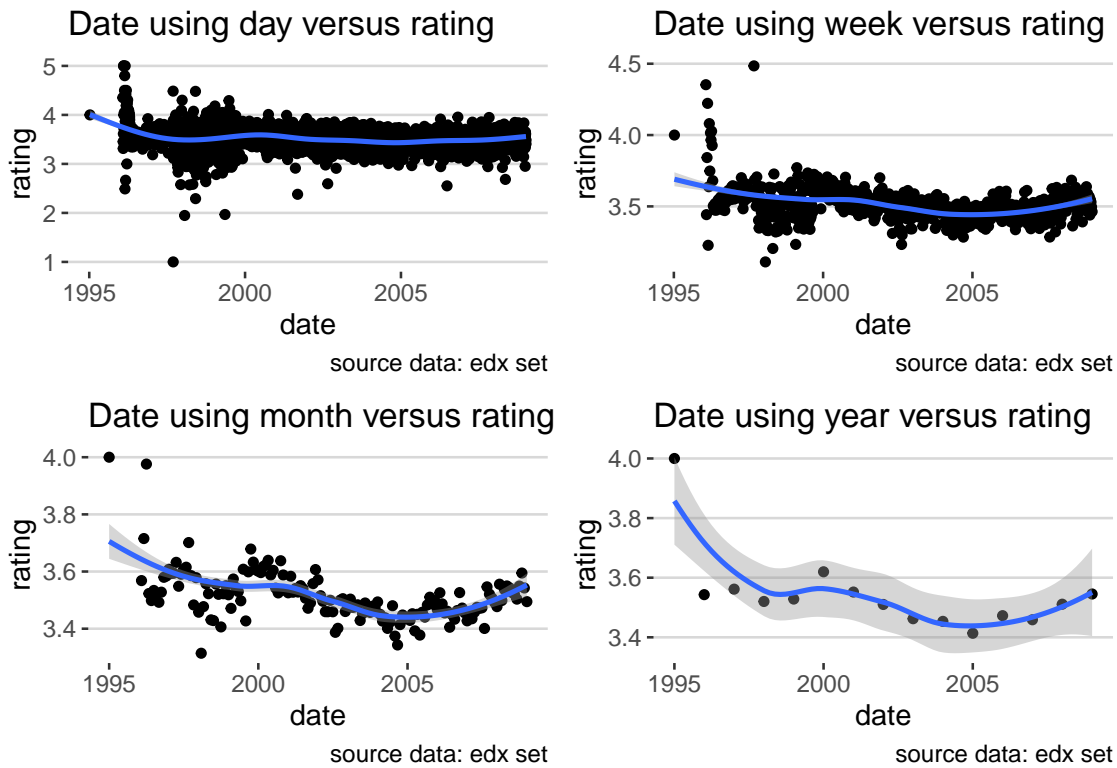 Date using day versus rating
5
4
3
2
1
rating
1995
2000
2005
date
source data: edx set
Date using week versus rating
4.5
4.0
3.5
rating
1995
2000
2005
date
source data: edx set
Date using month versus rating
4.0
3.8
3.6
3.4
rating
1995
2000
2005
date
source data: edx set
Date using year versus rating
4.0
3.8
3.6
3.4
rating
1995
2000
2005
date
source data: edx set